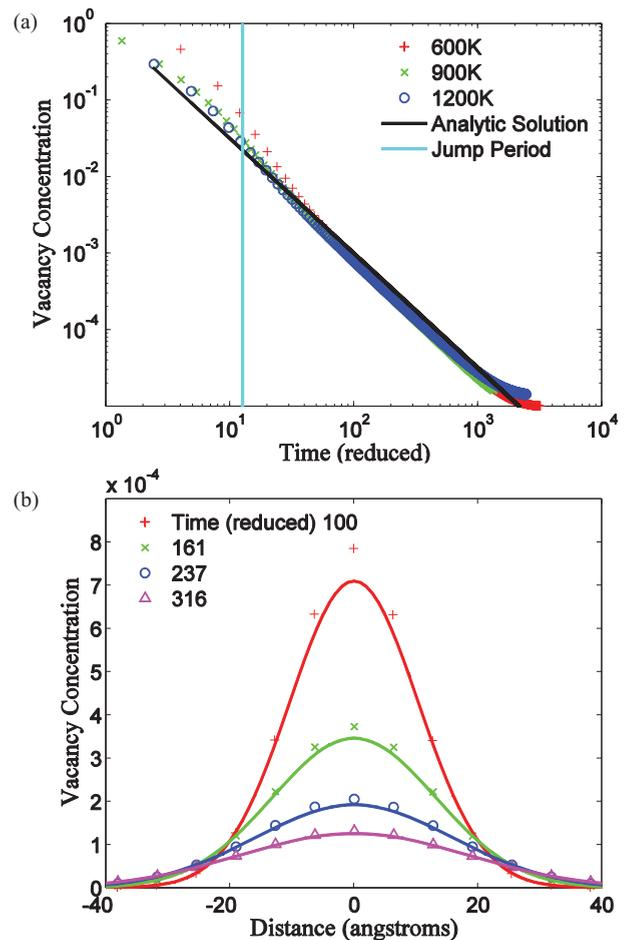 (a)
10^0
10^-1
10^-2
10^-3
10^-4
Vacancy Concentration
600K
900K
1200K
Analytic Solution
Jump Period
10^0 10^1 10^2 10^3 10^4
Time (reduced)
(b)
x 10^-4
8
7
6
5
4
3
2
1
0
Vacancy Concentration
Time (reduced) 100
161
237
316
-40 -20 0 20 40
Distance (angstroms)